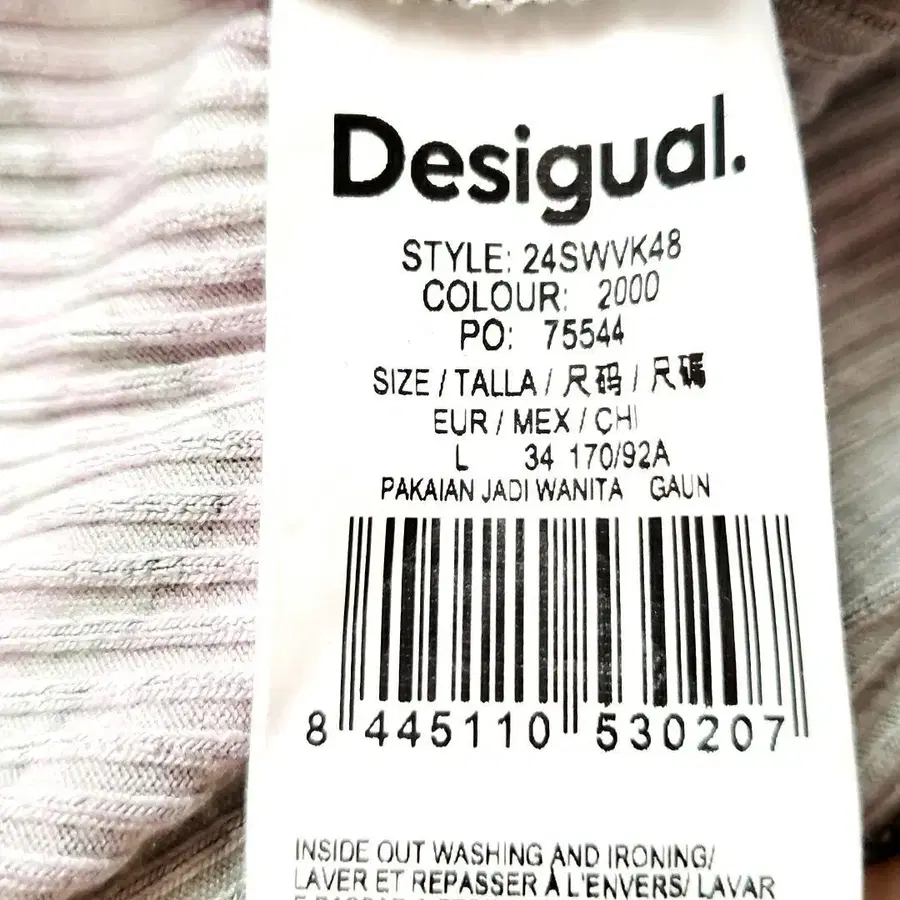 Desigual.
STYLE: 24SWVK48
COLOUR: 2000
PO: 75544
SIZE / TALLA / 尺码 / 尺碼
EUR / MEX / CHI
L 34 170/92A
PAKAIAN JADI WANITA GAUN
8 445110 530207
INSIDE OUT WASHING AND IRONING/
LAVER ET REPASSER À L'ENVERS/ LAVAR